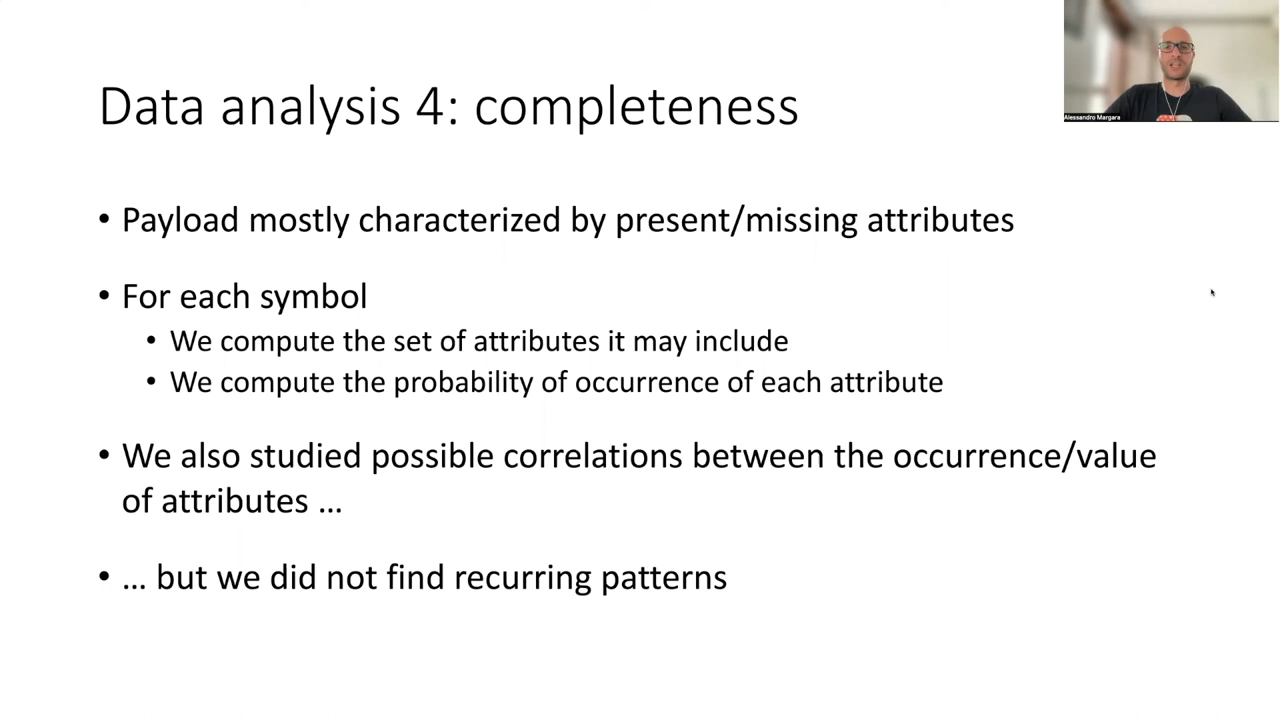 Data analysis 4: completeness
Alessandro Margara
• Payload mostly characterized by present/missing attributes
• For each symbol
• We compute the set of attributes it may include
• We compute the probability of occurrence of each attribute
• We also studied possible correlations between the occurrence/value
of attributes …
• … but we did not find recurring patterns